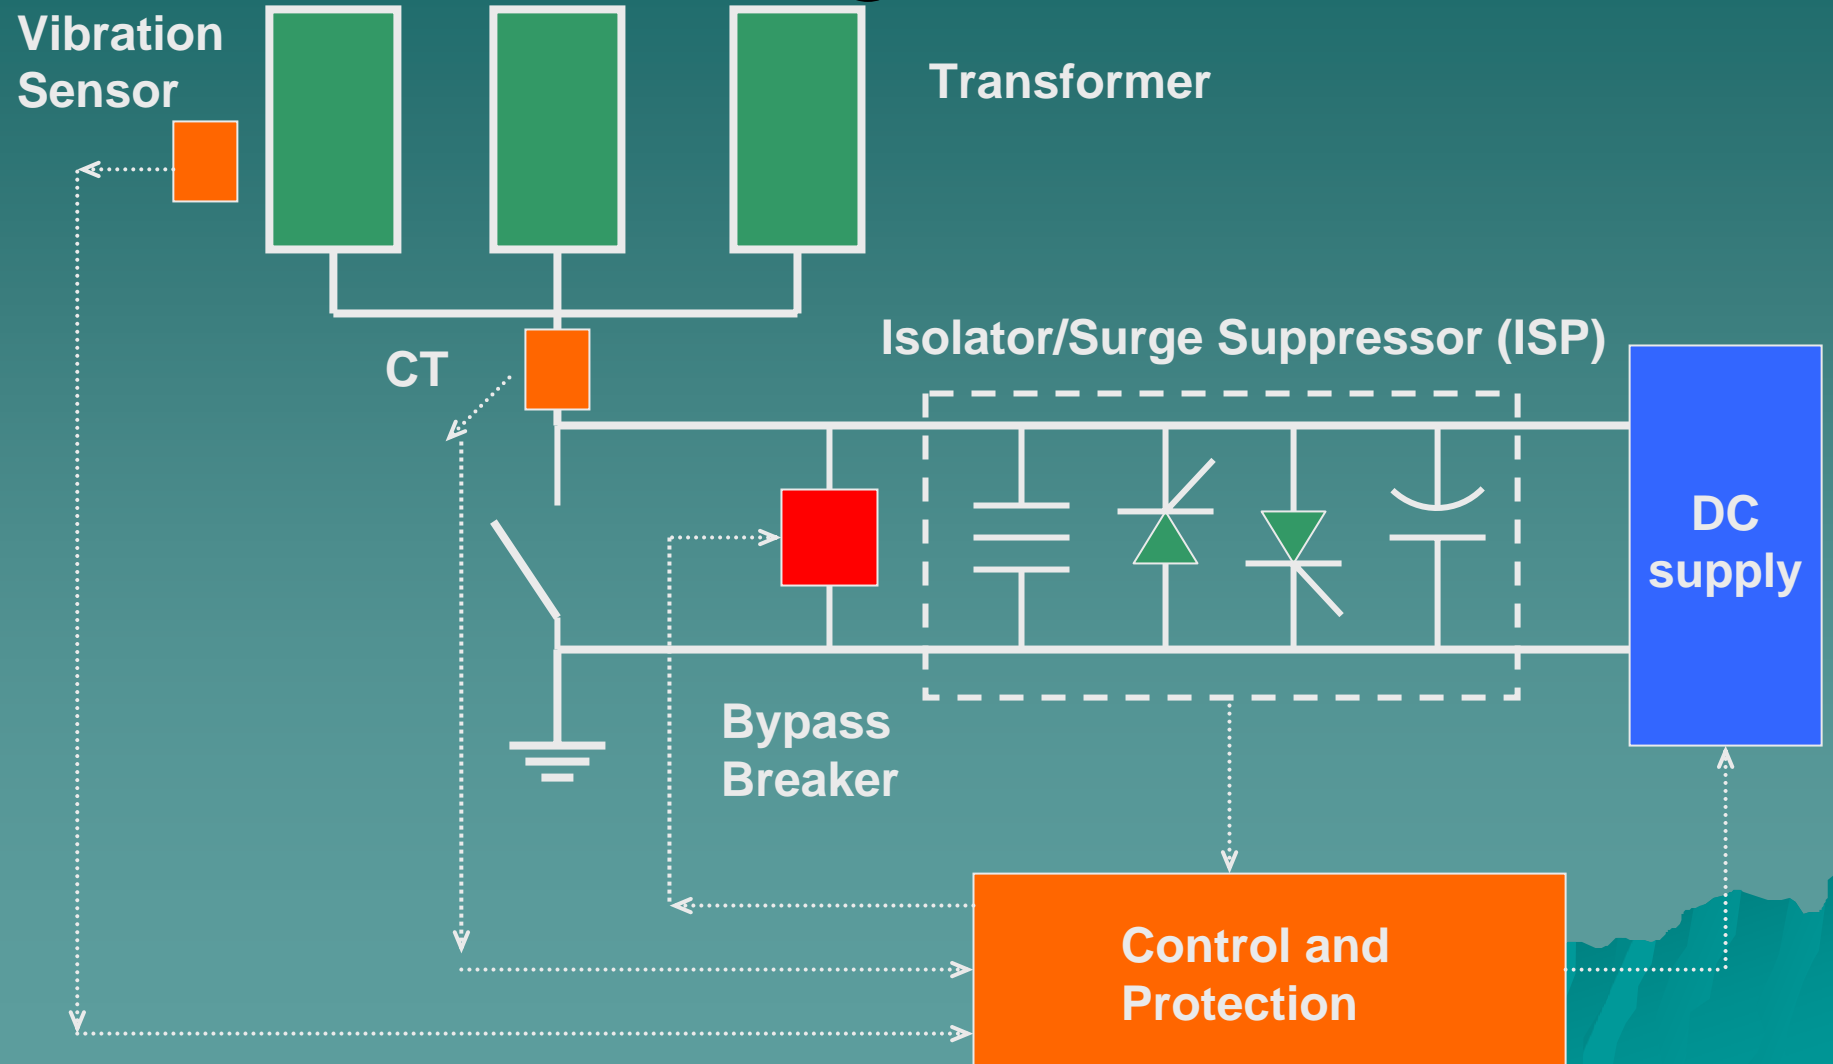 Vibration
Sensor
Transformer
Isolator/Surge Suppressor (ISP)
CT
DC
supply
Bypass
Breaker
Control and
Protection